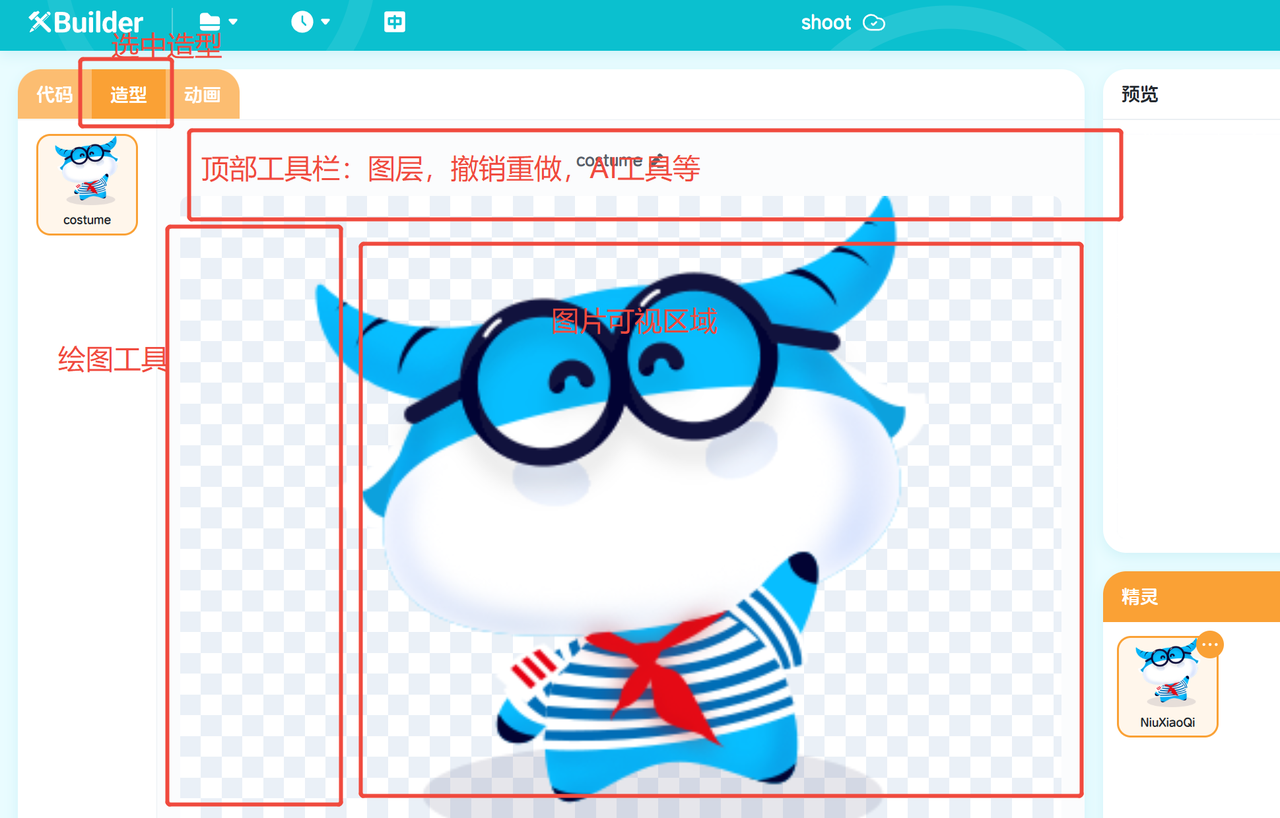 XBuilder
中
shoot
选中造型
代码
造型
动画
预览
costume
顶部工具栏：图层，撤销重做，AI工具等
costume
图片可视区域
绘图工具
精灵
NiuXiaoQi